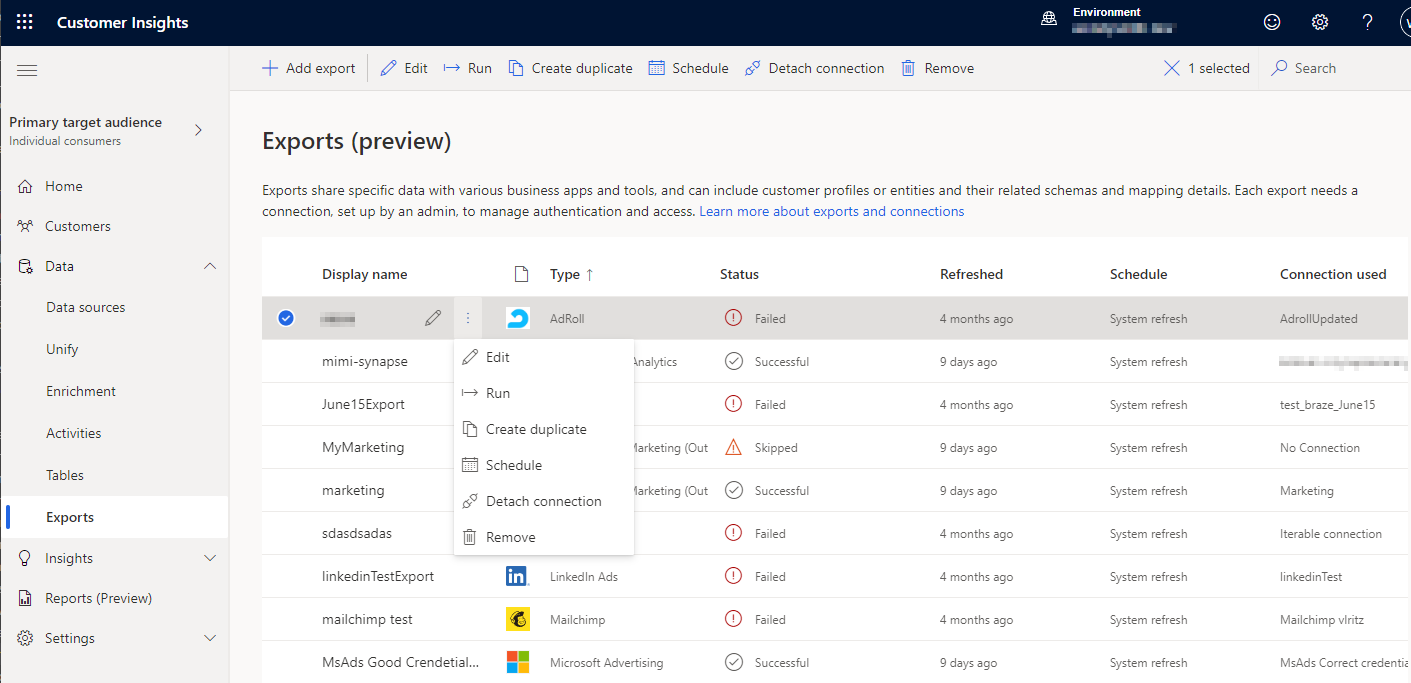 Customer Insights
Environment
?
Add export
Edit
Run
Create duplicate
Schedule
Detach connection
Remove
1 selected
Search
Primary target audience
Individual consumers
Home
Customers
Data
Data sources
Unify
Enrichment
Activities
Tables
Exports
Insights
Reports (Preview)
Settings
Exports (preview)
Exports share specific data with various business apps and tools, and can include customer profiles or entities and their related schemas and mapping details. Each export needs a
connection, set up by an admin, to manage authentication and access. Learn more about exports and connections
Display name Type ↑ Status Refreshed Schedule Connection used
AdRoll Failed 4 months ago System refresh AdrollUpdated
mimi-synapse Analytics Successful 9 days ago System refresh
June15Export Failed 4 months ago System refresh test_braze_June15
MyMarketing Marketing (Out Skipped 9 days ago System refresh No Connection
marketing Marketing (Out Successful 9 days ago System refresh Marketing
sdasdsadas Failed 4 months ago System refresh Iterable connection
linkedinTestExport in LinkedIn Ads Failed 4 months ago System refresh linkedinTest
mailchimp test Mailchimp Failed 4 months ago System refresh Mailchimp vlritz
MsAds Good Crendetial... Microsoft Advertising Successful 9 days ago System refresh MsAds Correct credentia
Edit
Run
Create duplicate
Schedule
Detach connection
Remove